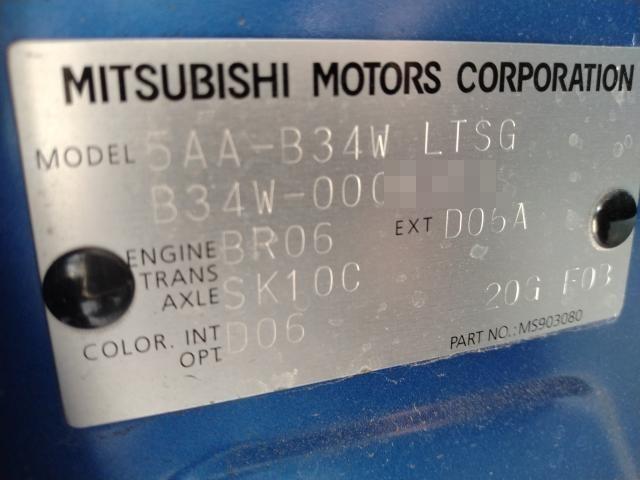 MITSUBISHI MOTORS CORPORATION
MODEL 5AA-B34W LTSG
B34W-000
ENGINE BR06 EXT D06A
TRANS AXLE SK10C 20G F03
COLOR. INT OPT. D06
PART NO.: MS903080